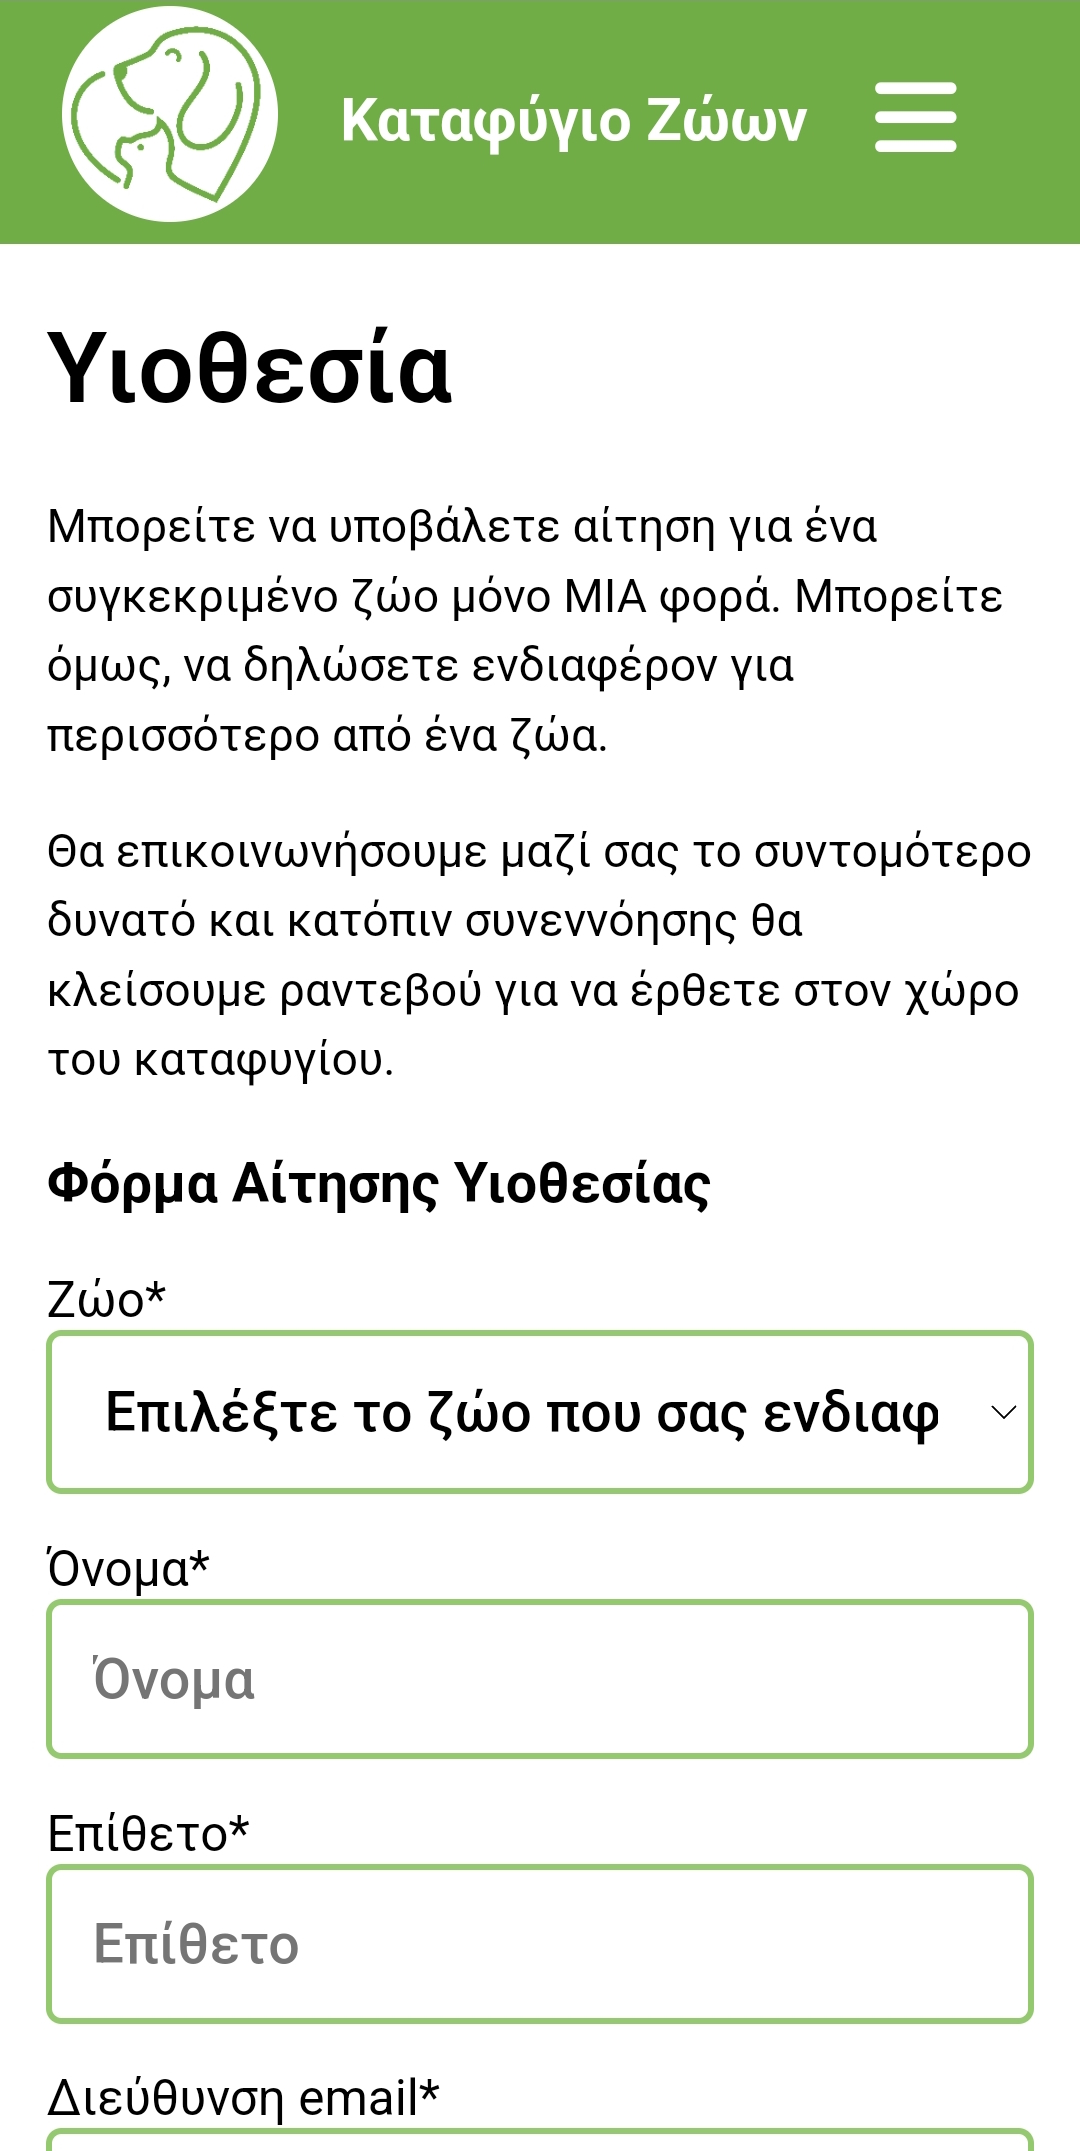 Καταφύγιο Ζώων
Υιοθεσία
Μπορείτε να υποβάλετε αίτηση για ένα
συγκεκριμένο ζώο μόνο ΜΙΑ φορά. Μπορείτε
όμως, να δηλώσετε ενδιαφέρον για
περισσότερο από ένα ζώα.
Θα επικοινωνήσουμε μαζί σας το συντομότερο
δυνατό και κατόπιν συνεννόησης θα
κλείσουμε ραντεβού για να έρθετε στον χώρο
του καταφυγίου.
Φόρμα Αίτησης Υιοθεσίας
Ζώο*
Επιλέξτε το ζώο που σας ενδιαφ
Όνομα*
Όνομα
Επίθετο*
Επίθετο
Διεύθυνση email*